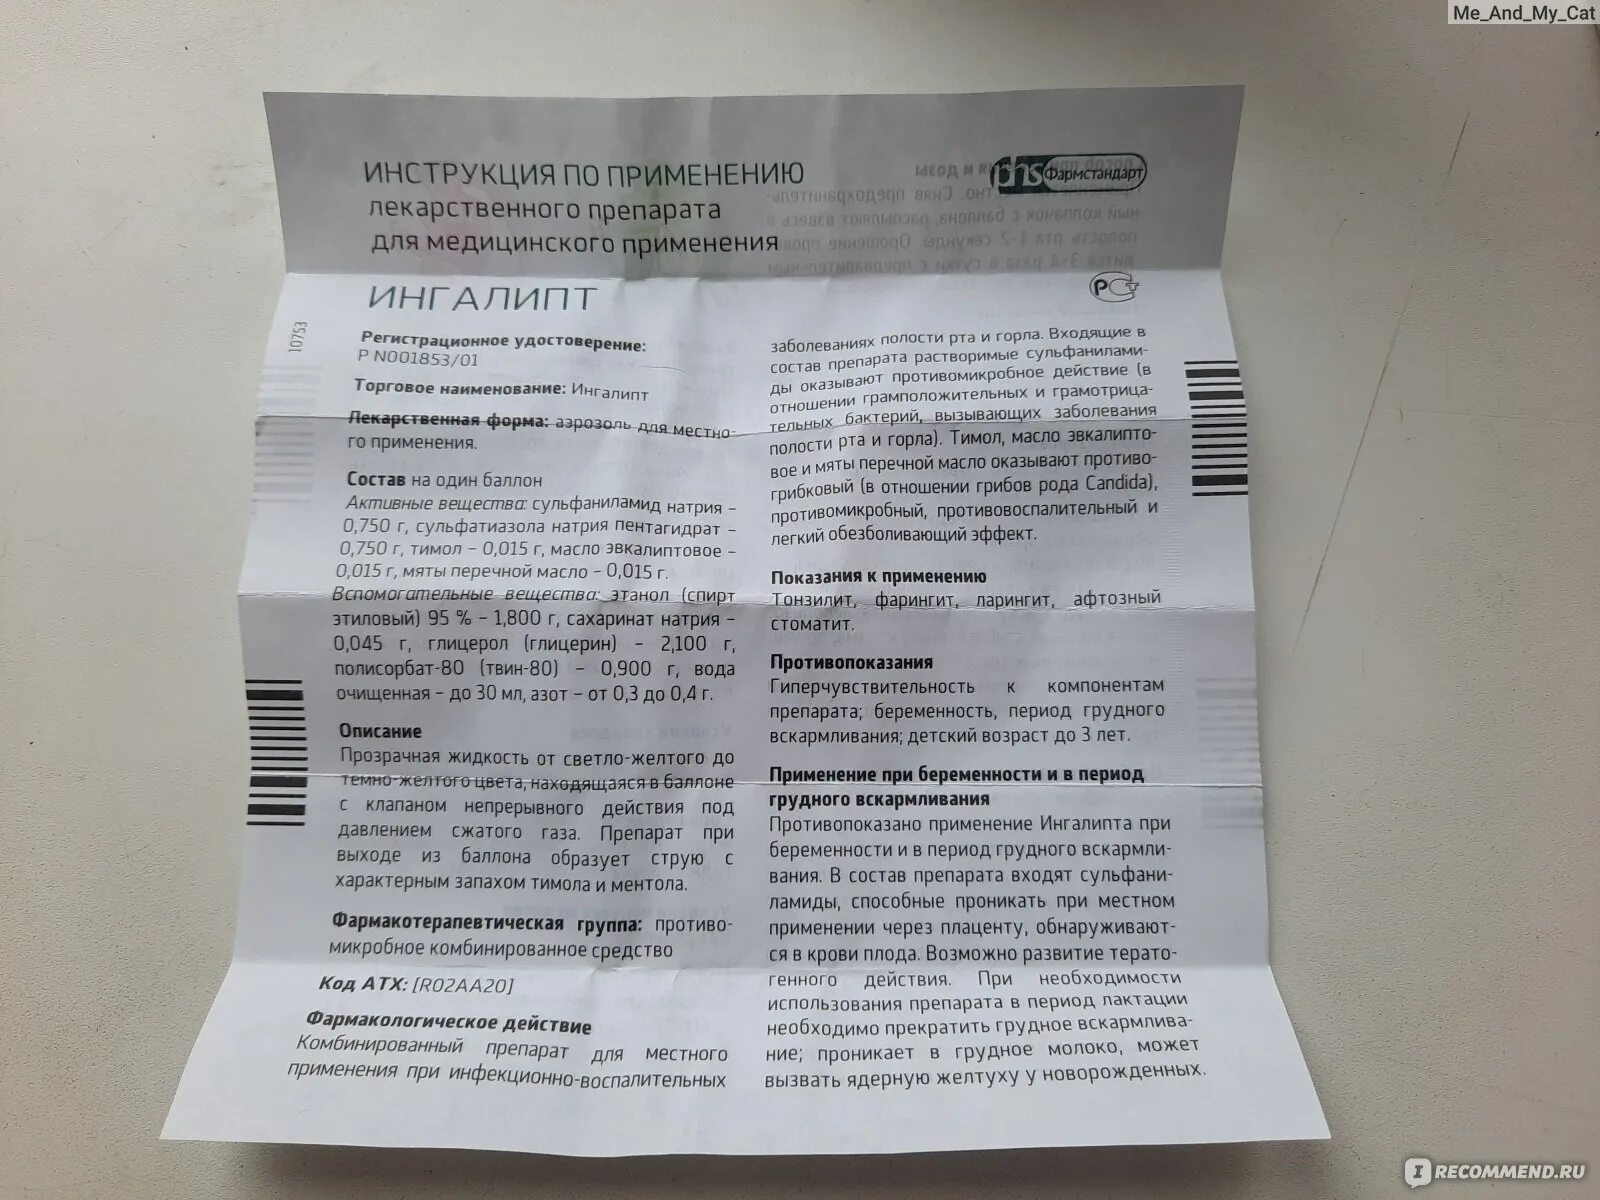 Me_And_My_Cat
ИНСТРУКЦИЯ ПО ПРИМЕНЕНИЮ
лекарственного препарата
для медицинского применения
phs Фармстандарт
ИНГАЛИПТ
10753
Регистрационное удостоверение:
Р N001853/01
Торговое наименование: Ингалипт
Лекарственная форма: аэрозоль для местно-
го применения.
Состав на один баллон
Активные вещества: сульфаниламид натрия –
0,750 г, сульфатиазола натрия пентагидрат –
0,750 г, тимол – 0,015 г, масло эвкалиптовое –
0,015 г, мяты перечной масло – 0,015 г.
Вспомогательные вещества: этанол (спирт
этиловый) 95 % – 1,800 г, сахаринат натрия –
0,045 г, глицерол (глицерин) – 2,100 г,
полисорбат-80 (твин-80) – 0,900 г, вода
очищенная – до 30 мл, азот – от 0,3 до 0,4 г.
Описание
Прозрачная жидкость от светло-желтого до
темно-желтого цвета, находящаяся в баллоне
с клапаном непрерывного действия под
давлением сжатого газа. Препарат при
выходе из баллона образует струю с
характерным запахом тимола и ментола.
Фармакотерапевтическая группа: противо-
микробное комбинированное средство
Код АТХ: [R02AA20]
Фармакологическое действие
Комбинированный препарат для местного
применения при инфекционно-воспалительных
заболеваниях полости рта и горла. Входящие в
состав препарата растворимые сульфанилами-
ды оказывают противомикробное действие (в
отношении грамположительных и грамотрица-
тельных бактерий, вызывающих заболевания
полости рта и горла). Тимол, масло эвкалипто-
вое и мяты перечной масло оказывают противо-
грибковый (в отношении грибов рода Candida),
противомикробный, противовоспалительный и
легкий обезболивающий эффект.
Показания к применению
Тонзилит, фарингит, ларингит, афтозный
стоматит.
Противопоказания
Гиперчувствительность к компонентам
препарата; беременность, период грудного
вскармливания; детский возраст до 3 лет.
Применение при беременности и в период
грудного вскармливания
Противопоказано применение Ингалипта при
беременности и в период грудного вскармли-
вания. В состав препарата входят сульфани-
ламиды, способные проникать при местном
применении через плаценту, обнаруживают-
ся в крови плода. Возможно развитие терато-
генного действия. При необходимости
использования препарата в период лактации
необходимо прекратить грудное вскармлива-
ние; проникает в грудное молоко, может
вызвать ядерную желтуху у новорожденных.
IRECOMMEND.RU